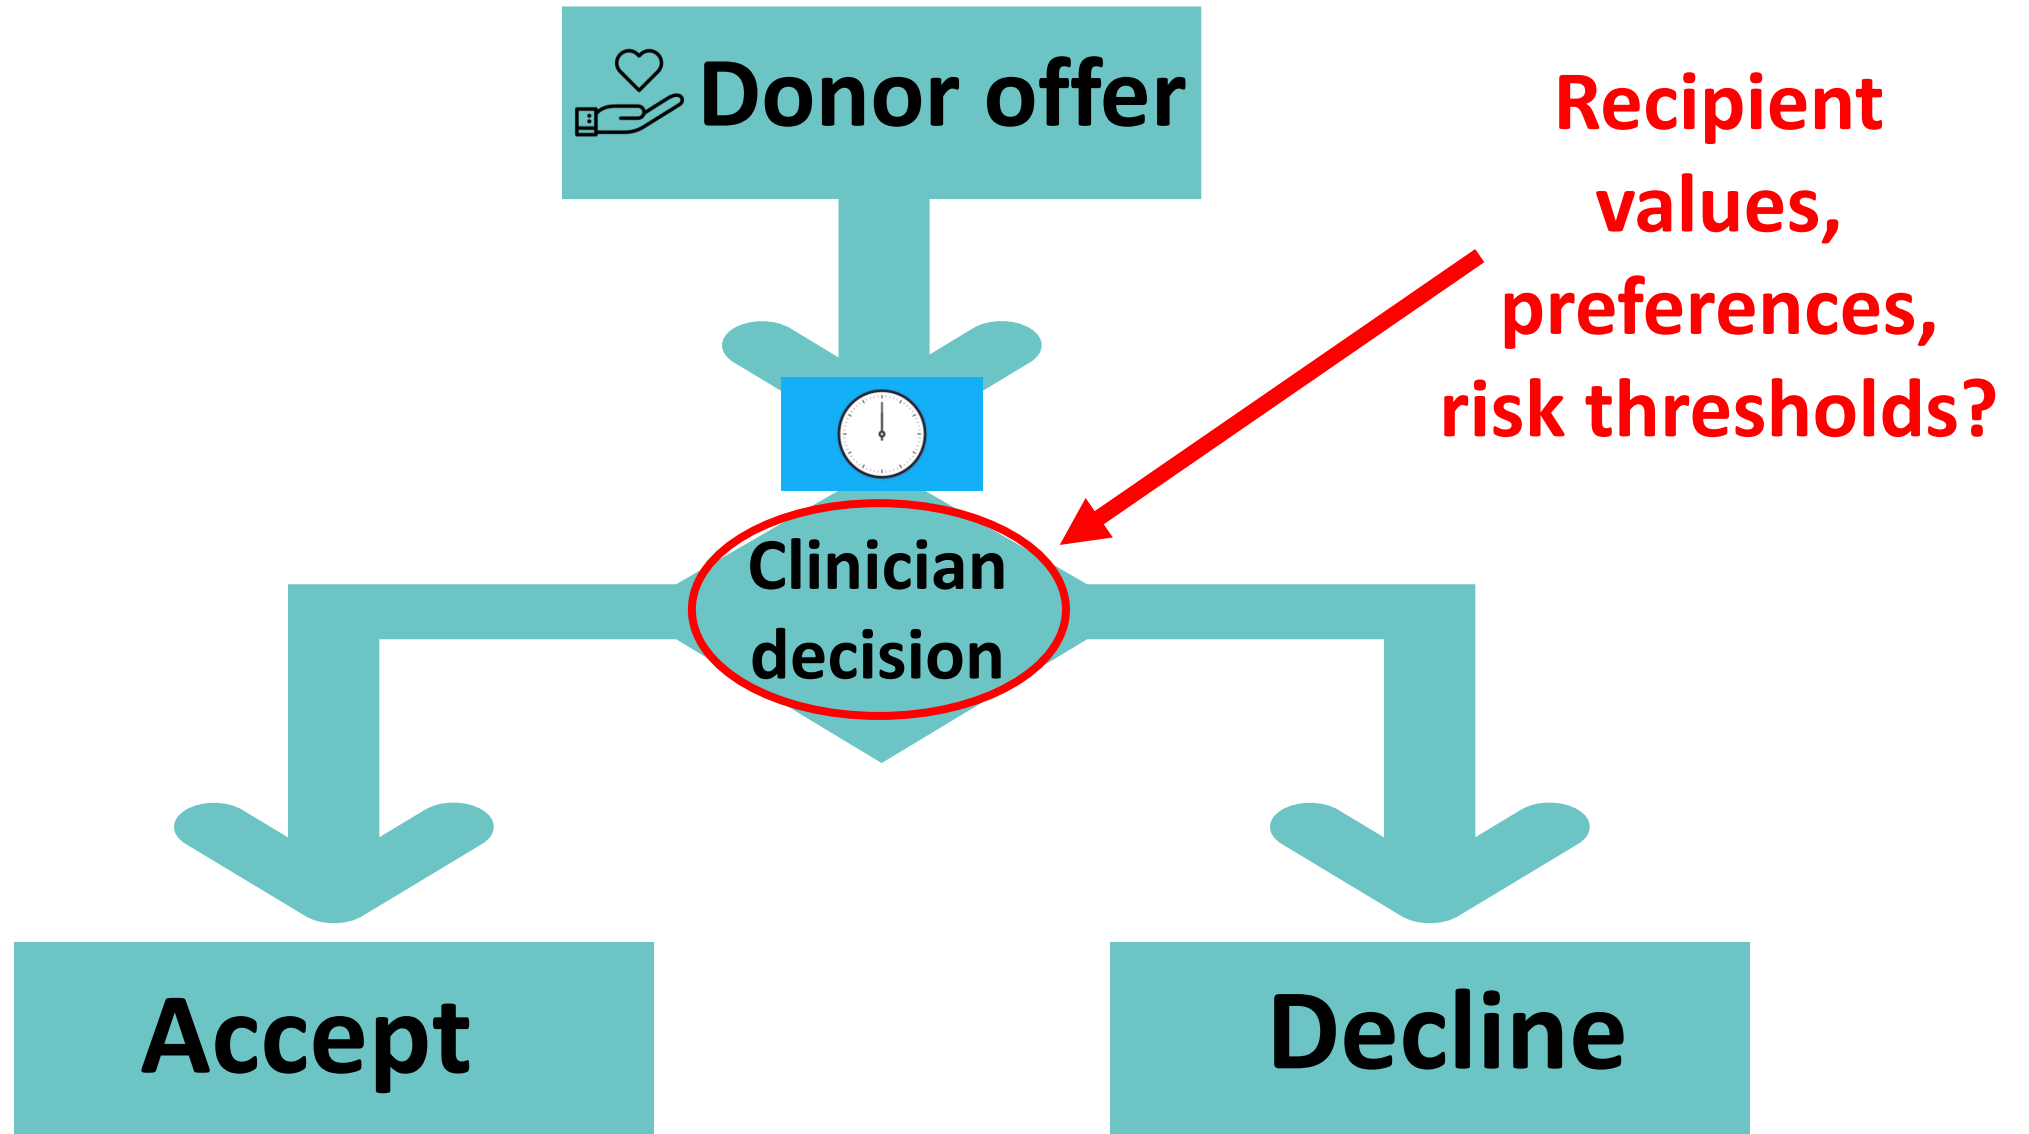 Donor offer
Recipient
values,
preferences,
risk thresholds?
Clinician
decision
Accept
Decline